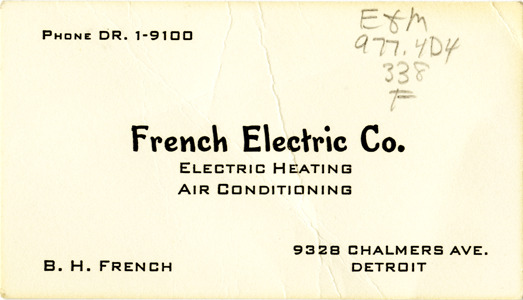 PHONE DR. 1-9100
E&M
977.4D4
338
F
French Electric Co.
ELECTRIC HEATING
AIR CONDITIONING
B. H. FRENCH
9328 CHALMERS AVE.
DETROIT